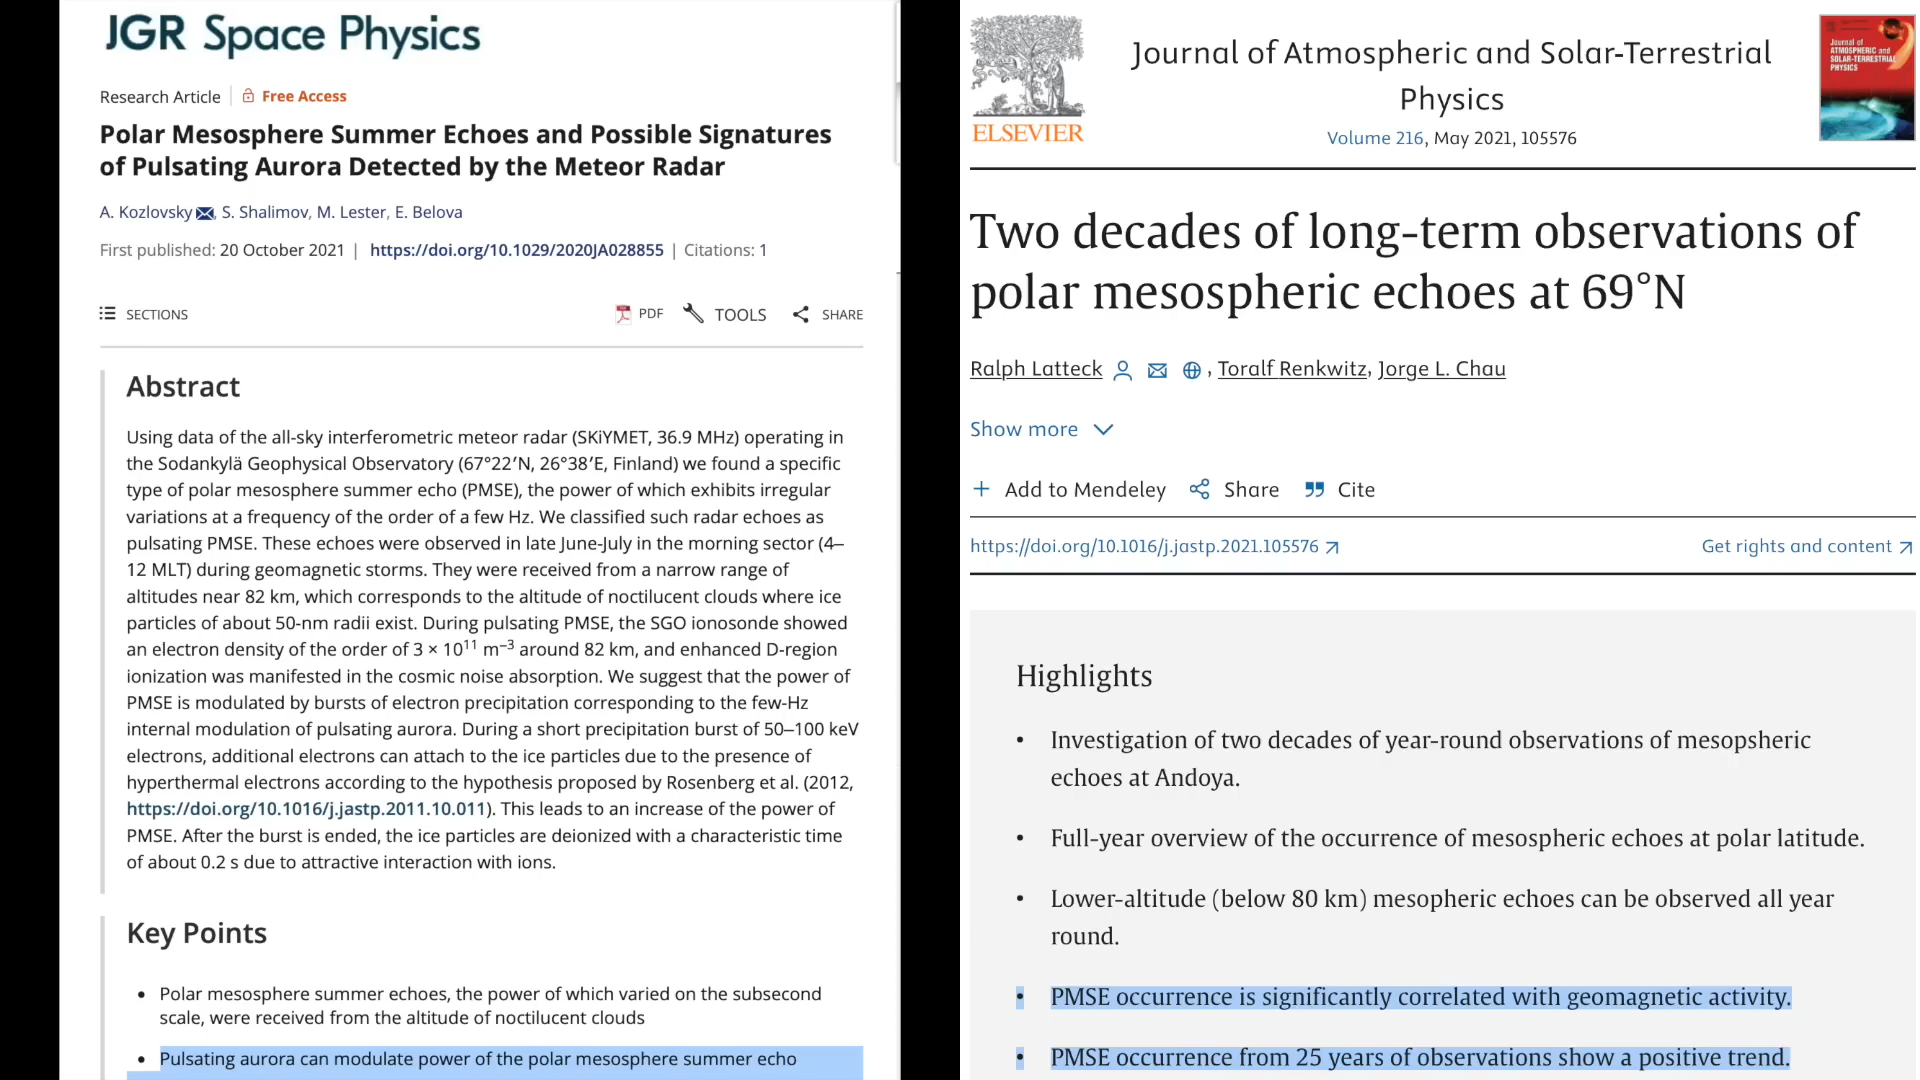 JGR Space Physics
Research Article
Free Access
Polar Mesosphere Summer Echoes and Possible Signatures
of Pulsating Aurora Detected by the Meteor Radar
A. Kozlovsky, S. Shalimov, M. Lester, E. Belova
First published: 20 October 2021 | https://doi.org/10.1029/2020JA028855 | Citations: 1
SECTIONS
PDF
TOOLS
SHARE
Abstract
Using data of the all-sky interferometric meteor radar (SKiYMET, 36.9 MHz) operating in
the Sodankylä Geophysical Observatory (67°22′N, 26°38′E, Finland) we found a specific
type of polar mesosphere summer echo (PMSE), the power of which exhibits irregular
variations at a frequency of the order of a few Hz. We classified such radar echoes as
pulsating PMSE. These echoes were observed in late June-July in the morning sector (4–
12 MLT) during geomagnetic storms. They were received from a narrow range of
altitudes near 82 km, which corresponds to the altitude of noctilucent clouds where ice
particles of about 50-nm radii exist. During pulsating PMSE, the SGO ionosonde showed
an electron density of the order of 3 × 10¹¹ m⁻³ around 82 km, and enhanced D-region
ionization was manifested in the cosmic noise absorption. We suggest that the power of
PMSE is modulated by bursts of electron precipitation corresponding to the few-Hz
internal modulation of pulsating aurora. During a short precipitation burst of 50–100 keV
electrons, additional electrons can attach to the ice particles due to the presence of
hyperthermal electrons according to the hypothesis proposed by Rosenberg et al. (2012,
https://doi.org/10.1016/j.jastp.2011.10.011). This leads to an increase of the power of
PMSE. After the burst is ended, the ice particles are deionized with a characteristic time
of about 0.2 s due to attractive interaction with ions.
Key Points
• Polar mesosphere summer echoes, the power of which varied on the subsecond
scale, were received from the altitude of noctilucent clouds
• Pulsating aurora can modulate power of the polar mesosphere summer echo
ELSEVIER
Journal of Atmospheric and Solar-Terrestrial
Physics
Volume 216, May 2021, 105576
Journal of
ATMOSPHERIC and
SOLAR-TERRESTRIAL
PHYSICS
Two decades of long-term observations of
polar mesospheric echoes at 69°N
Ralph Latteck, Toralf Renkwitz, Jorge L. Chau
Show more
Add to Mendeley
Share
Cite
https://doi.org/10.1016/j.jastp.2021.105576
Get rights and content
Highlights
• Investigation of two decades of year-round observations of mesopsheric
echoes at Andoya.
• Full-year overview of the occurrence of mesospheric echoes at polar latitude.
• Lower-altitude (below 80 km) mesopheric echoes can be observed all year
round.
• PMSE occurrence is significantly correlated with geomagnetic activity.
• PMSE occurrence from 25 years of observations show a positive trend.